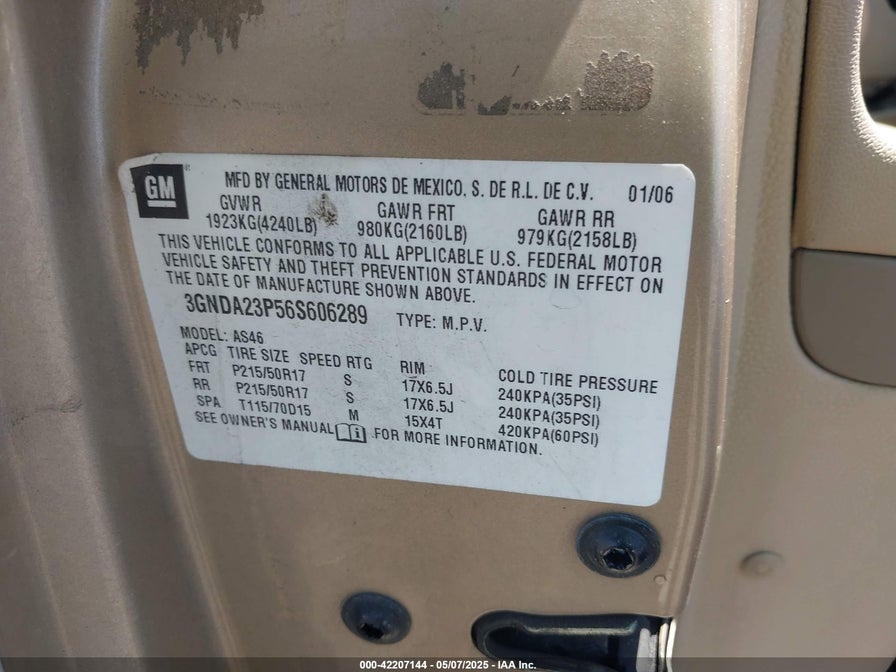 GM
MFD BY GENERAL MOTORS DE MEXICO, S. DE R.L. DE C.V. 01/06
GVWR GAWR FRT GAWR RR
1923KG(4240LB) 980KG(2160LB) 979KG(2158LB)
THIS VEHICLE CONFORMS TO ALL APPLICABLE U.S. FEDERAL MOTOR
VEHICLE SAFETY AND THEFT PREVENTION STANDARDS IN EFFECT ON
THE DATE OF MANUFACTURE SHOWN ABOVE.
3GNDA23P56S606289 TYPE: M.P.V.
MODEL: AS46
APCG TIRE SIZE SPEED RTG RIM COLD TIRE PRESSURE
FRT P215/50R17 S 17X6.5J 240KPA(35PSI)
RR P215/50R17 S 17X6.5J 240KPA(35PSI)
SPA T115/70D15 M 15X4T 420KPA(60PSI)
SEE OWNER'S MANUAL FOR MORE INFORMATION.
000-42207144 - 05/07/2025 - IAA Inc.